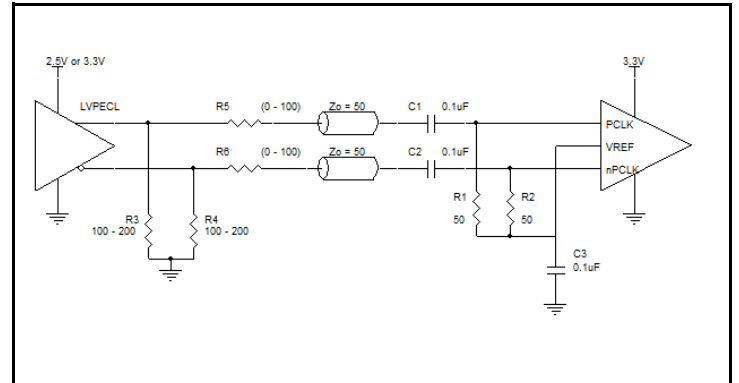 2.5V or 3.3V
3.3V
LVPECL
R5 (0 - 100) Zo = 50 C1 0.1uF
PCLK
VREF
R6 (0 - 100) Zo = 50 C2 0.1uF
nPCLK
R1
50
R2
50
R3
100 - 200
R4
100 - 200
C3
0.1uF